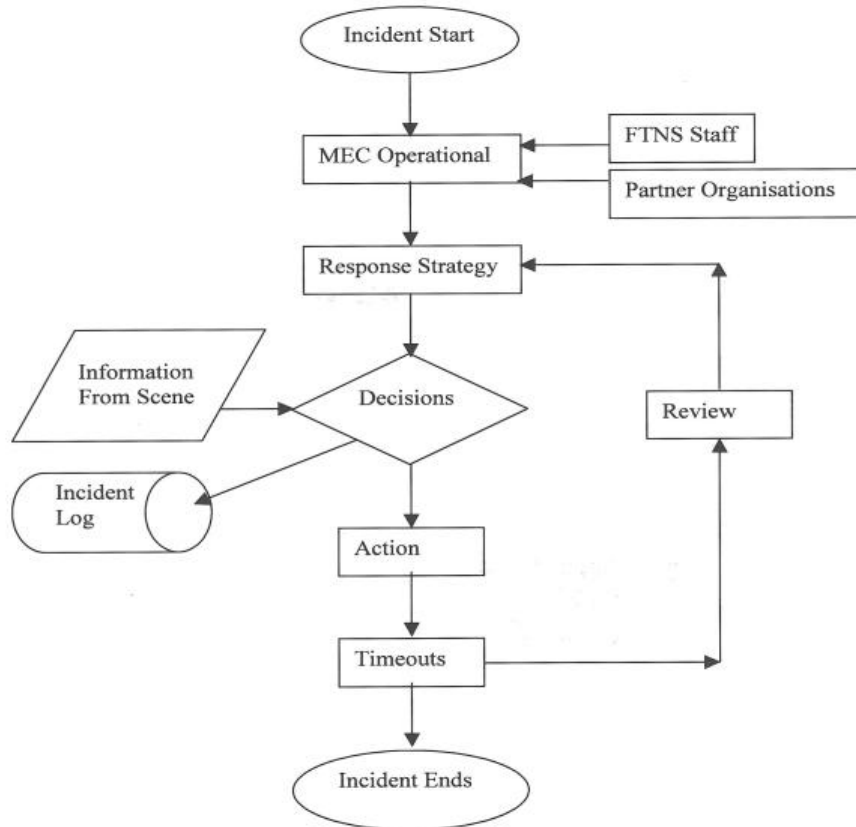 Incident Start
MEC Operational
FTNS Staff
Partner Organisations
Response Strategy
Information
From Scene
Decisions
Review
Incident
Log
Action
Timeouts
Incident Ends